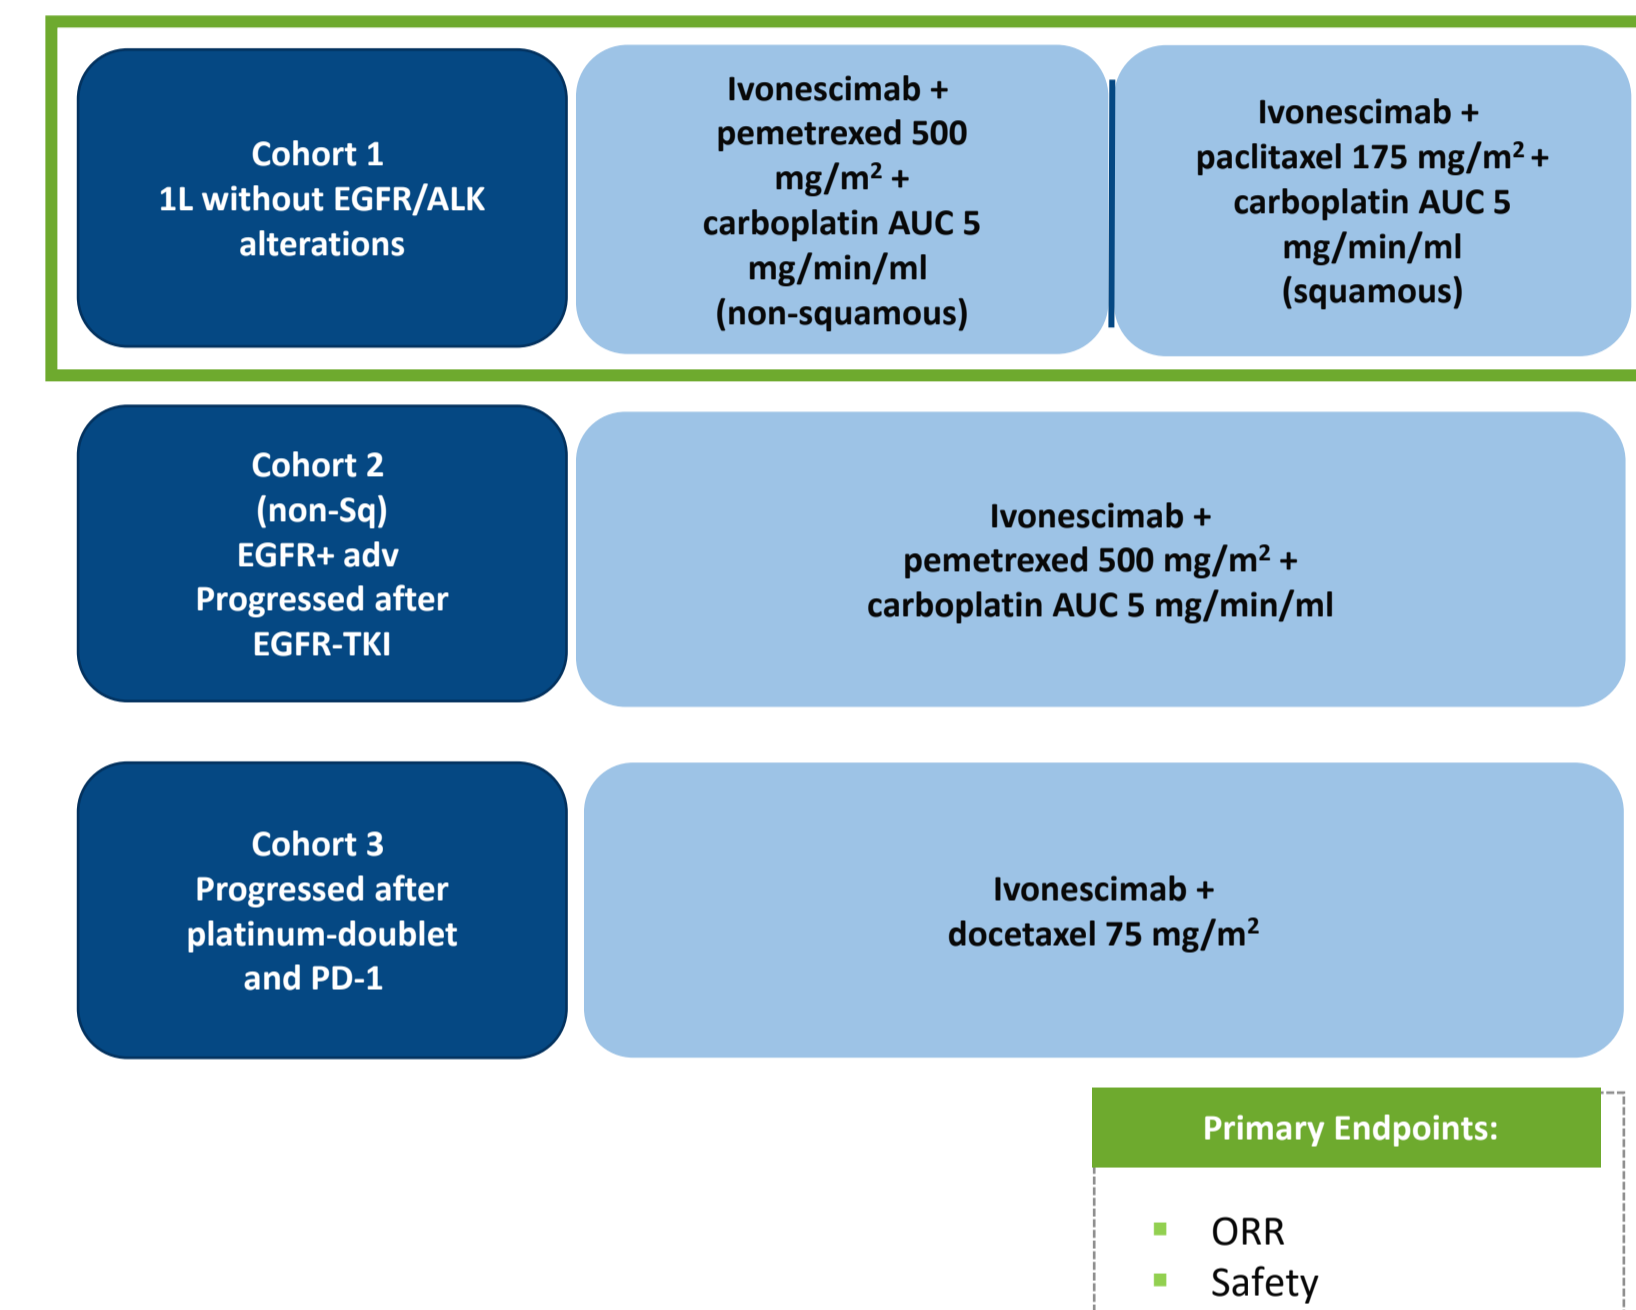 Cohort 1
1L without EGFR/ALK
alterations
Ivonescimab +
pemetrexed 500
mg/m² +
carboplatin AUC 5
mg/min/ml
(non-squamous)
Ivonescimab +
paclitaxel 175 mg/m² +
carboplatin AUC 5
mg/min/ml
(squamous)
Cohort 2
(non-Sq)
EGFR+ adv
Progressed after
EGFR-TKI
Ivonescimab +
pemetrexed 500 mg/m² +
carboplatin AUC 5 mg/min/ml
Cohort 3
Progressed after
platinum-doublet
and PD-1
Ivonescimab +
docetaxel 75 mg/m²
Primary Endpoints:
▪ ORR
▪ Safety